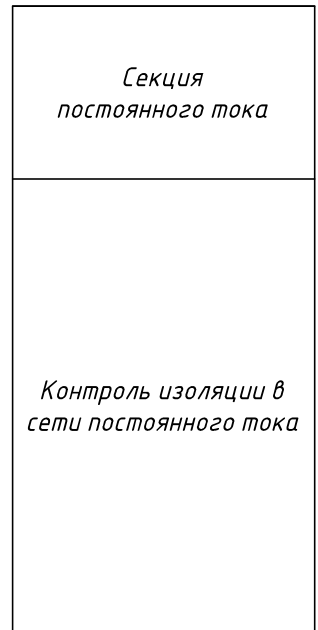 Секция
постоянного тока
Контроль изоляции в
сети постоянного тока